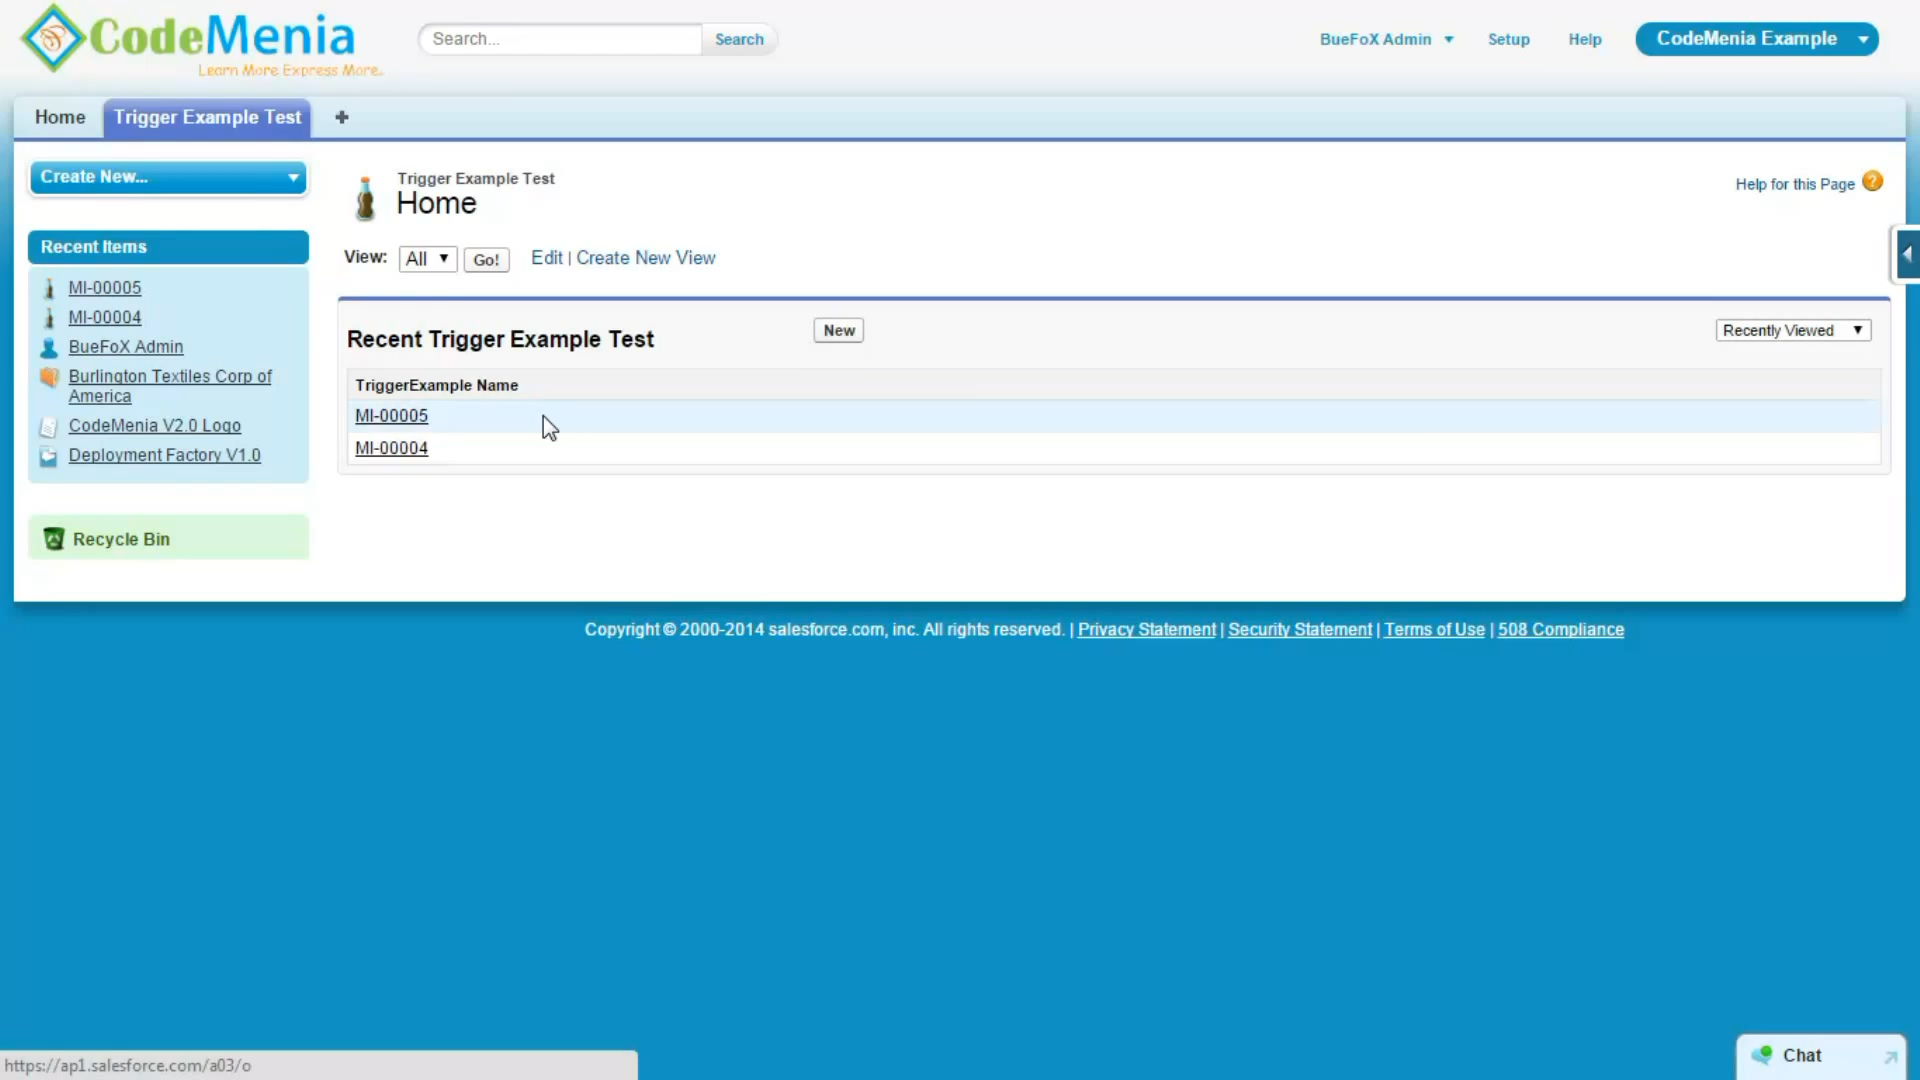 CodeMenia
Learn More Express More..
Search...
Search
BueFoX Admin
Setup
Help
CodeMenia Example
Home
Trigger Example Test
Create New...
Recent Items
MI-00005
MI-00004
BueFoX Admin
Burlington Textiles Corp of
America
CodeMenia V2.0 Logo
Deployment Factory V1.0
Recycle Bin
Trigger Example Test
Home
Help for this Page
View: All Go! Edit | Create New View
Recent Trigger Example Test
New
Recently Viewed
TriggerExample Name
MI-00005
MI-00004
Copyright © 2000-2014 salesforce.com, inc. All rights reserved. | Privacy Statement | Security Statement | Terms of Use | 508 Compliance
https://ap1.salesforce.com/a03/o
Chat